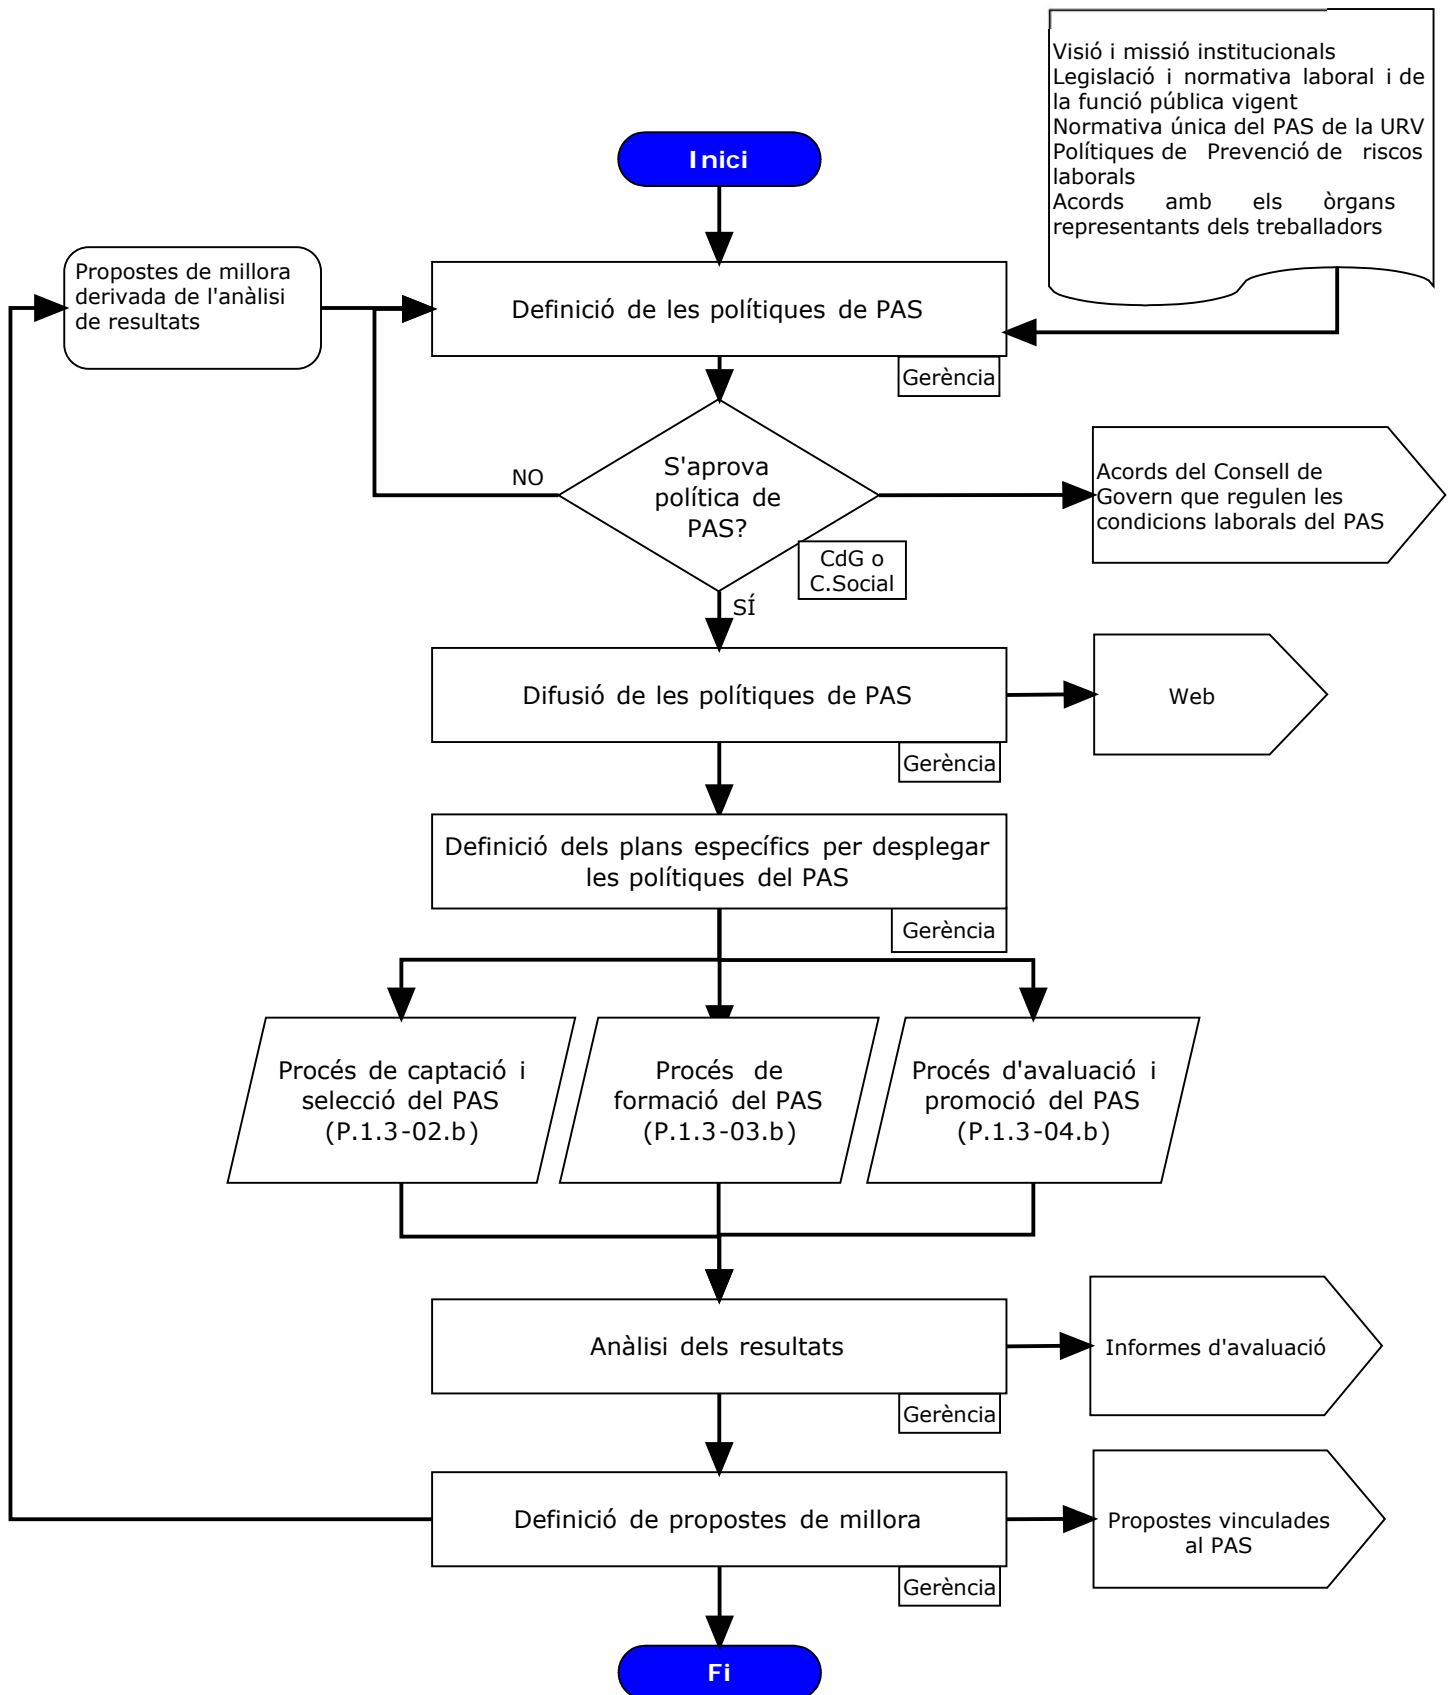 Visió i missió institucionals
Legislació i normativa laboral i de
la funció pública vigent
Normativa única del PAS de la URV
Polítiques de Prevenció de riscos
laborals
Acords amb els òrgans
representants dels treballadors
Inici
Propostes de millora
derivada de l'anàlisi
de resultats
Definició de les polítiques de PAS
Gerència
S'aprova
política de
PAS?
NO
CdG o
C.Social
SÍ
Acords del Consell de
Govern que regulen les
condicions laborals del PAS
Difusió de les polítiques de PAS
Gerència
Web
Definició dels plans específics per desplegar
les polítiques del PAS
Gerència
Procés de captació i
selecció del PAS
(P.1.3-02.b)
Procés de
formació del PAS
(P.1.3-03.b)
Procés d'avaluació i
promoció del PAS
(P.1.3-04.b)
Anàlisi dels resultats
Gerència
Informes d'avaluació
Definició de propostes de millora
Gerència
Propostes vinculades
al PAS
Fi